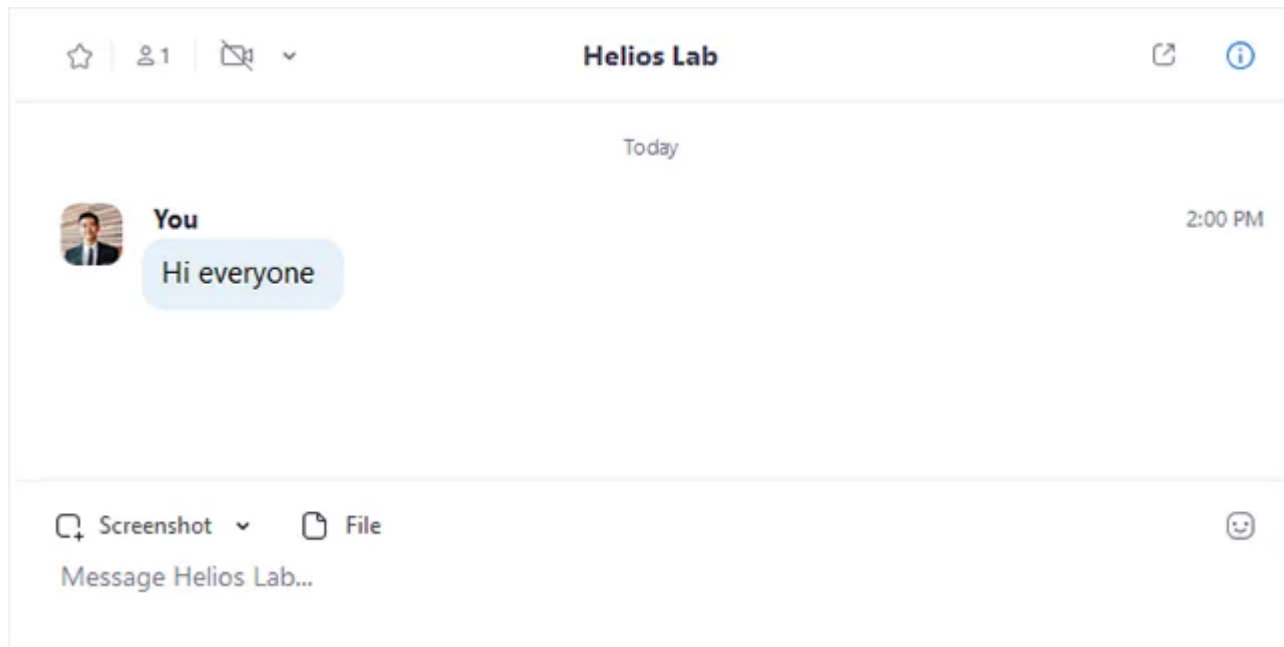 1
Helios Lab
Today
You
2:00 PM
Hi everyone
Screenshot
File
Message Helios Lab...